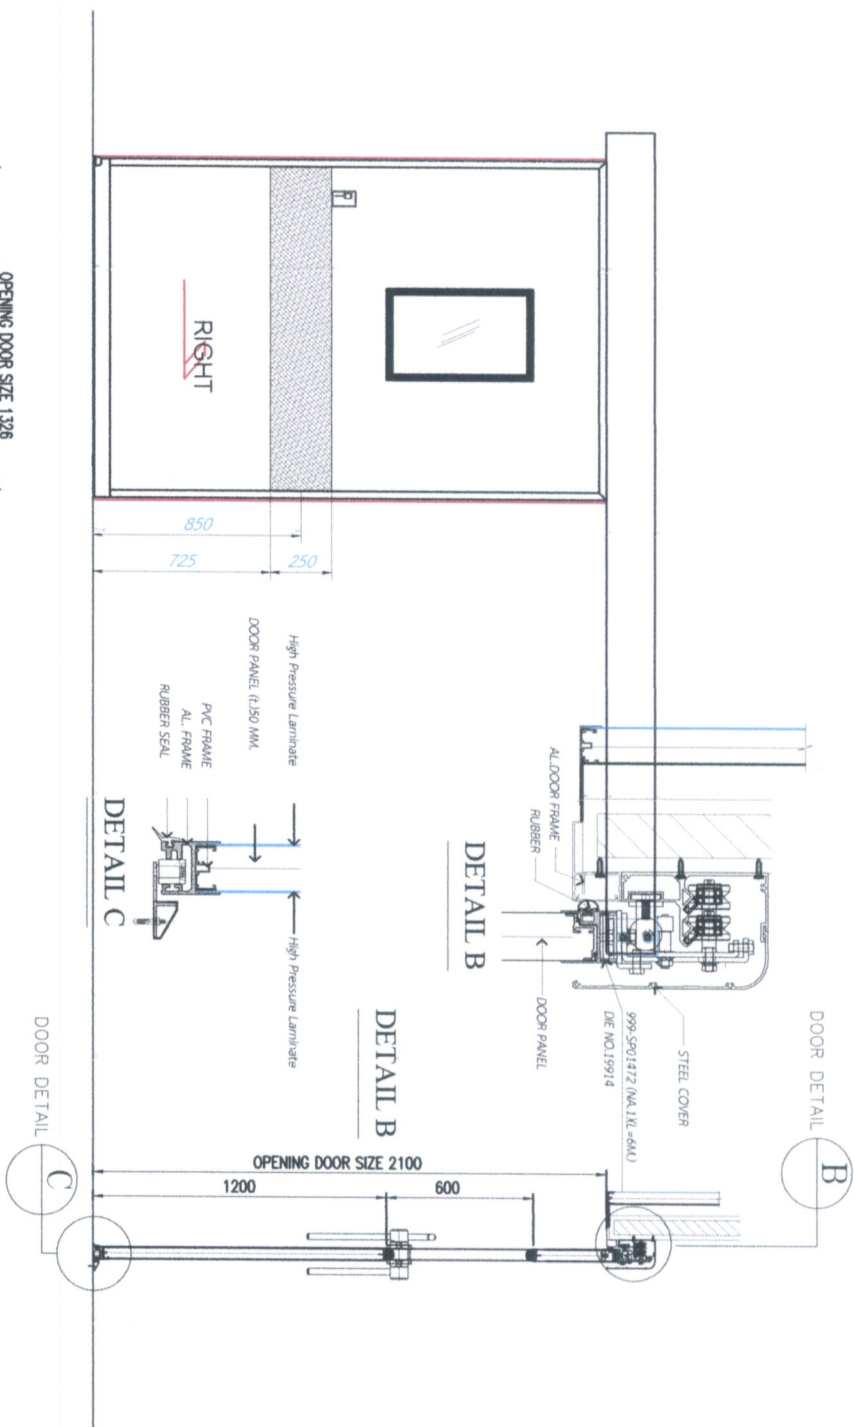 DOOR DETAIL
B
STEEL COVER
999-SP01472 (NA.1)(L=6M.)
DIE NO.19914
DOOR PANEL
AL.DOOR FRAME
RUBBER
DETAIL B
RIGHT
850
725
250
High Pressure Laminate
DOOR PANEL (t.)50 MM.
PVC FRAME
AL. FRAME
RUBBER SEAL
High Pressure Laminate
DETAIL C
DETAIL B
OPENING DOOR SIZE 2100
1200
600
DOOR DETAIL
C
OPENING DOOR SIZE 1326